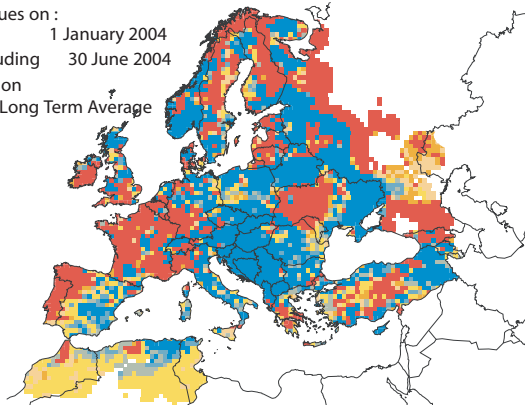 ues on :
1 January 2004
uding 30 June 2004
on
Long Term Average